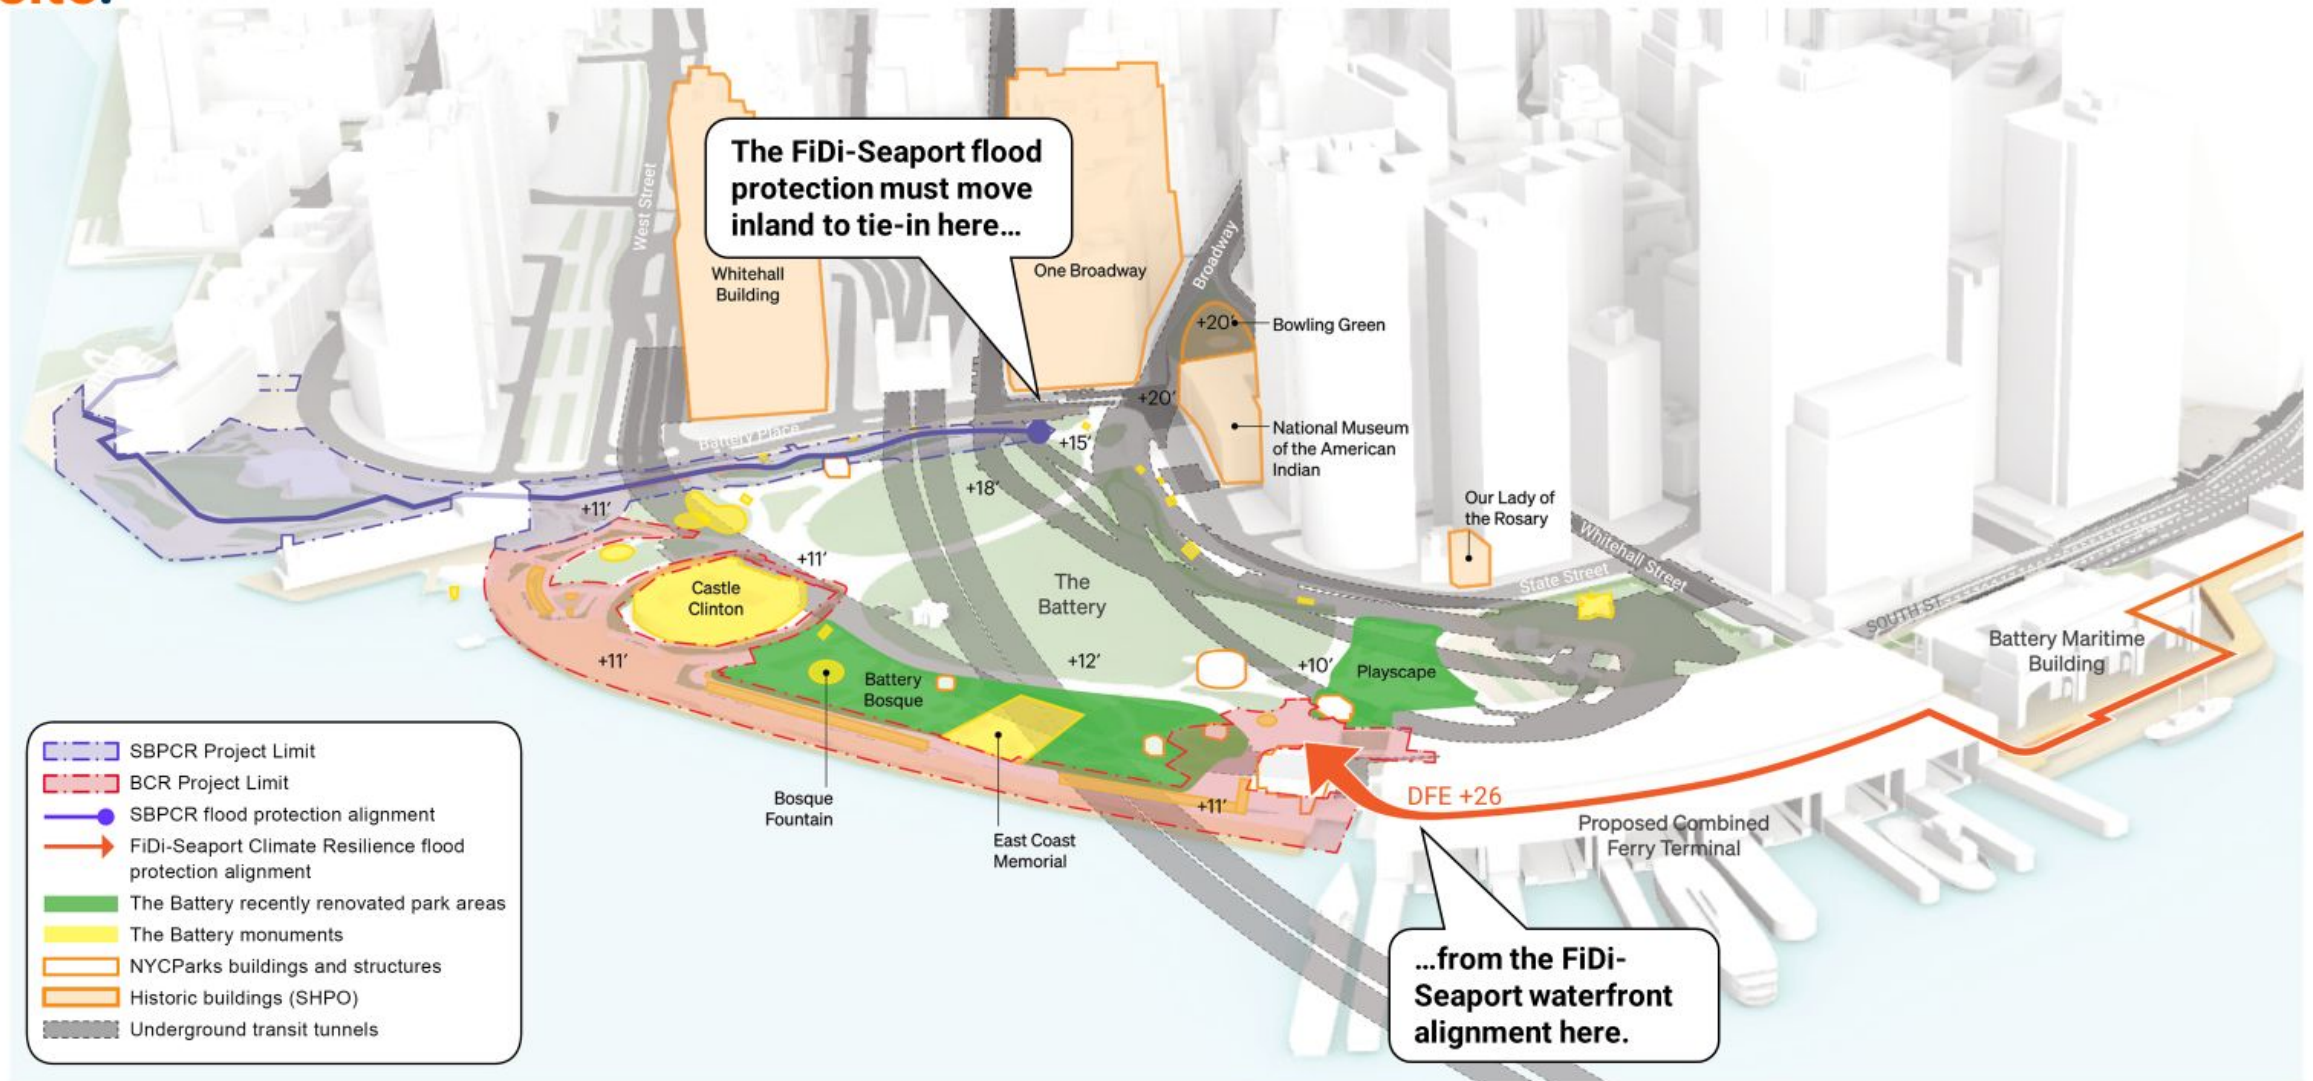 The FiDi-Seaport flood
protection must move
inland to tie-in here...
West Street
Whitehall
Building
One Broadway
Broadway
+20’
Bowling Green
+20’
National Museum
of the American
Indian
Battery Place
+15’
+18’
+11’
+11’
Our Lady of
the Rosary
Whitehall Street
State Street
SOUTH ST
Castle
Clinton
The
Battery
Battery Maritime
Building
+11’
+12’
+10’
Playscape
Battery
Bosque
DFE +26
+11’
Proposed Combined
Ferry Terminal
Bosque
Fountain
East Coast
Memorial
...from the FiDi-
Seaport waterfront
alignment here.
SBPCR Project Limit
BCR Project Limit
SBPCR flood protection alignment
FiDi-Seaport Climate Resilience flood
protection alignment
The Battery recently renovated park areas
The Battery monuments
NYCParks buildings and structures
Historic buildings (SHPO)
Underground transit tunnels